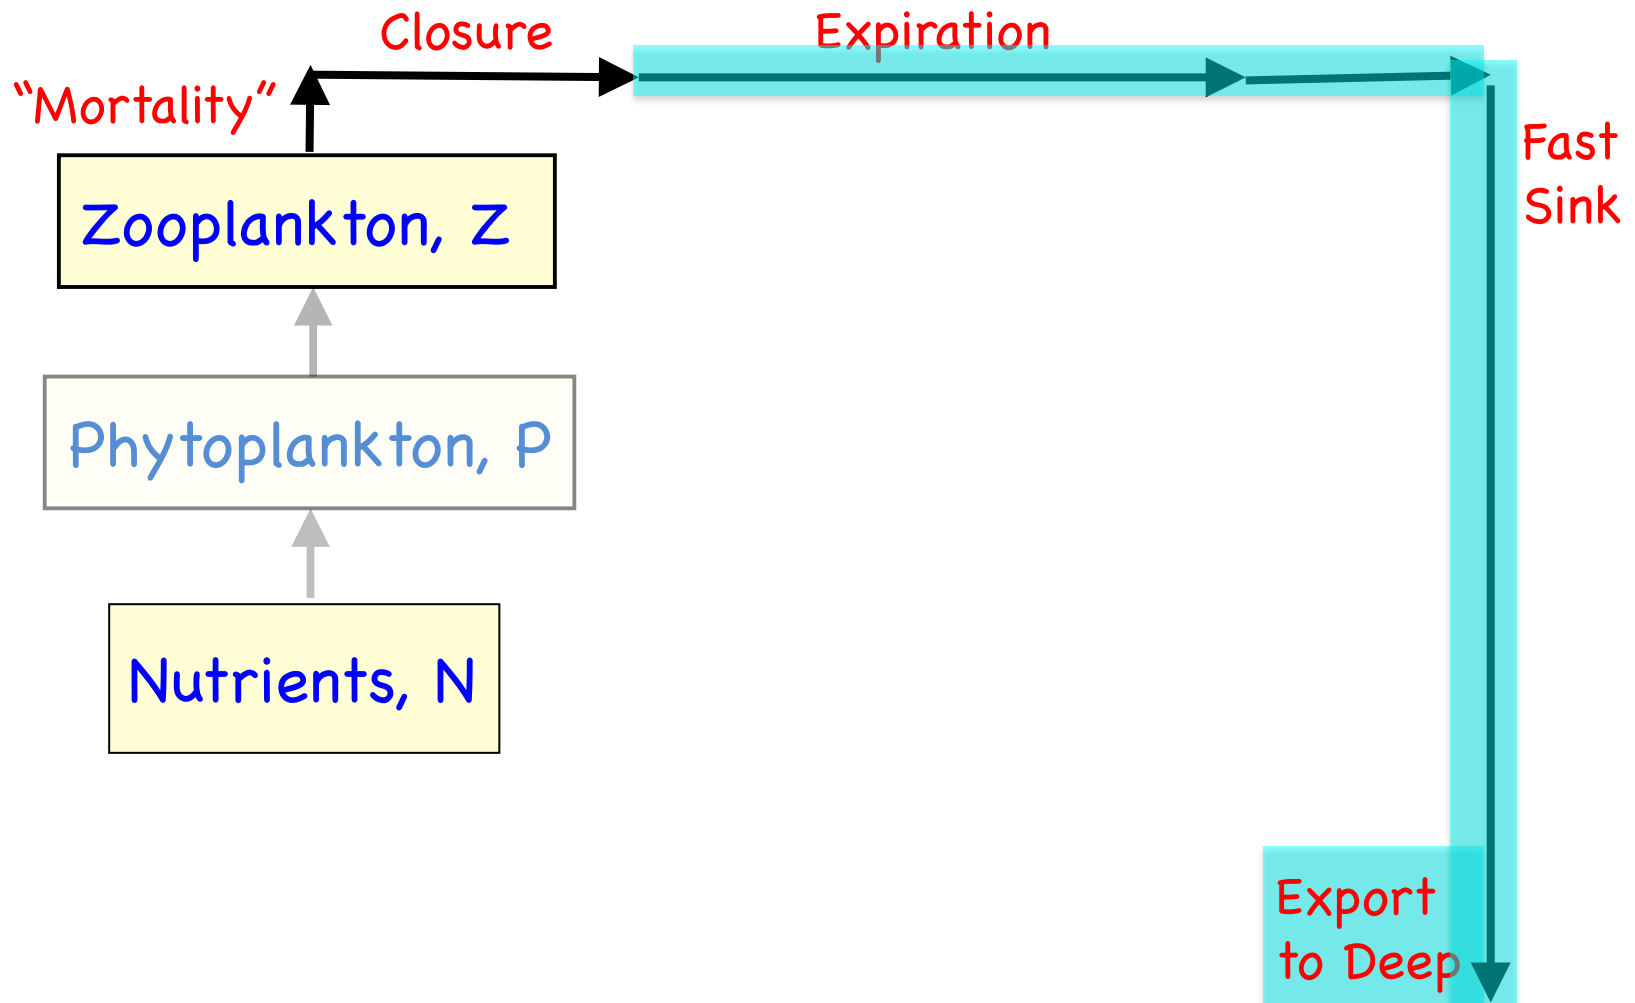 Closure
Expiration
“Mortality”
Fast
Sink
Zooplankton, Z
Phytoplankton, P
Nutrients, N
Export
to Deep